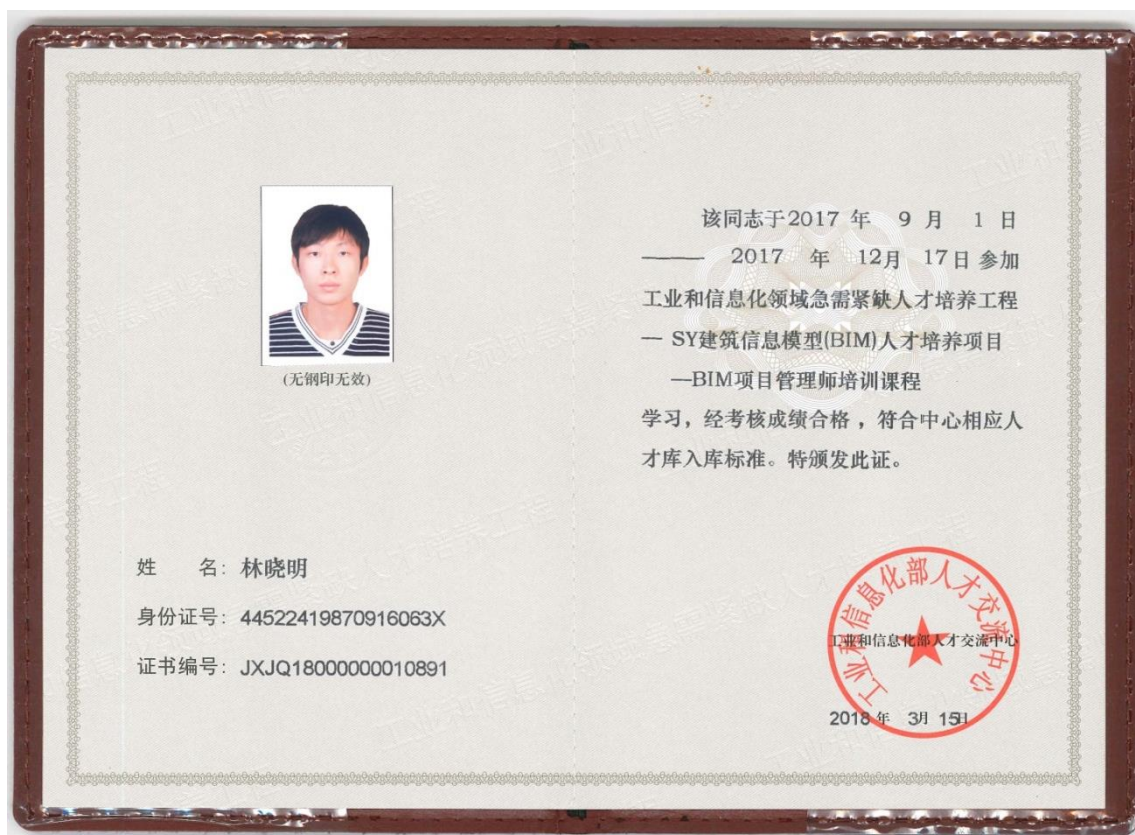 (无钢印无效)
姓 名: 林晓明
身份证号: 44522419870916063X
证书编号: JXJQ18000000010891
该同志于2017 年 9 月 1 日
—— 2017 年 12月 17日 参加
工业和信息化领域急需紧缺人才培养工程
— SY建筑信息模型(BIM)人才培养项目
—BIM项目管理师培训课程
学习，经考核成绩合格，符合中心相应人
才库入库标准。特颁发此证。
工业和信息化部人才交流中心
工业和信息化部人才交流中心
2018 年 3月 15日